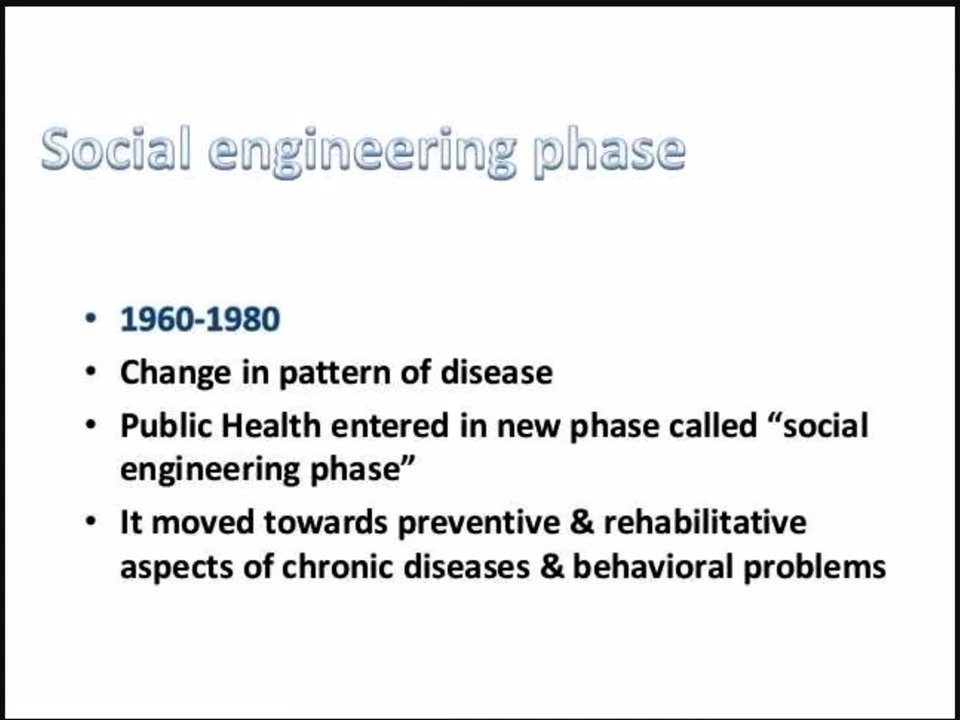 Social engineering phase
• 1960-1980
• Change in pattern of disease
• Public Health entered in new phase called “social
engineering phase”
• It moved towards preventive & rehabilitative
aspects of chronic diseases & behavioral problems